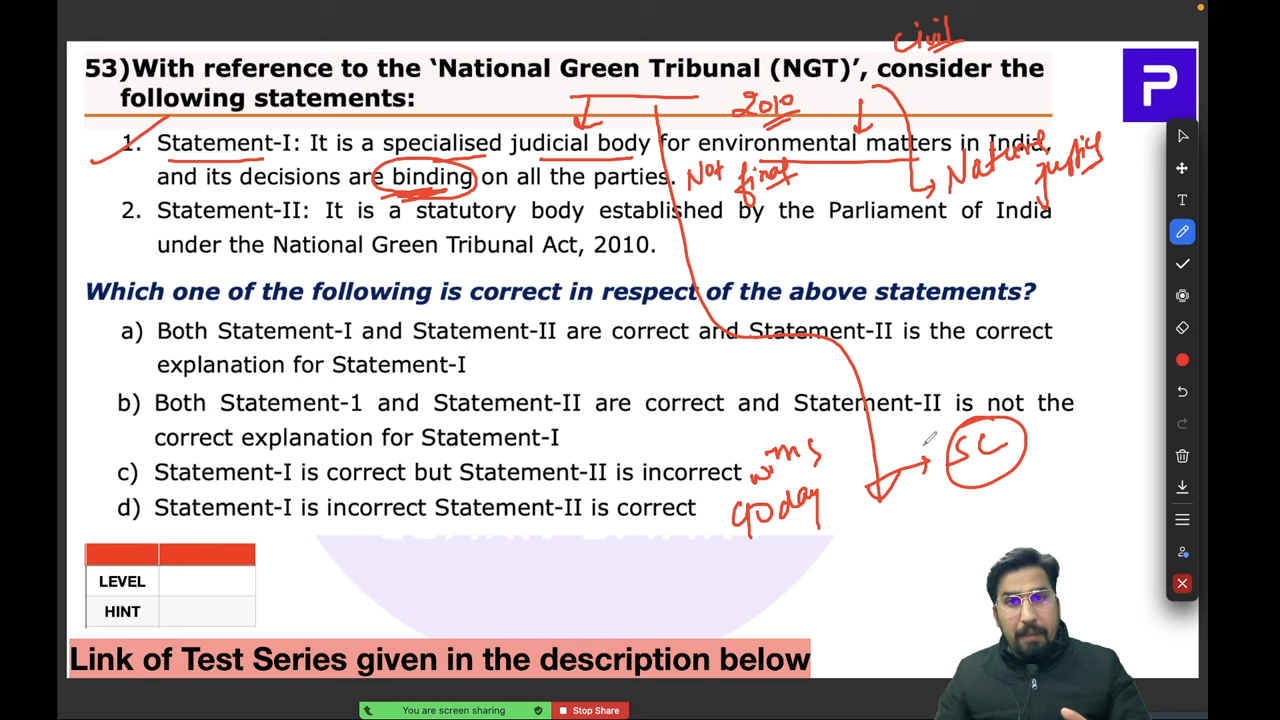 civil
53)With reference to the ‘National Green Tribunal (NGT)’, consider the
following statements:
2010
1. Statement-I: It is a specialised judicial body for environmental matters in India,
and its decisions are binding on all the parties.
Not final
Nature
justice
2. Statement-II: It is a statutory body established by the Parliament of India
under the National Green Tribunal Act, 2010.
Which one of the following is correct in respect of the above statements?
a) Both Statement-I and Statement-II are correct and Statement-II is the correct
explanation for Statement-I
b) Both Statement-1 and Statement-II are correct and Statement-II is not the
correct explanation for Statement-I
SC
c) Statement-I is correct but Statement-II is incorrect
d) Statement-I is incorrect Statement-II is correct
90 day
LEVEL
HINT
Link of Test Series given in the description below
You are screen sharing
Stop Share